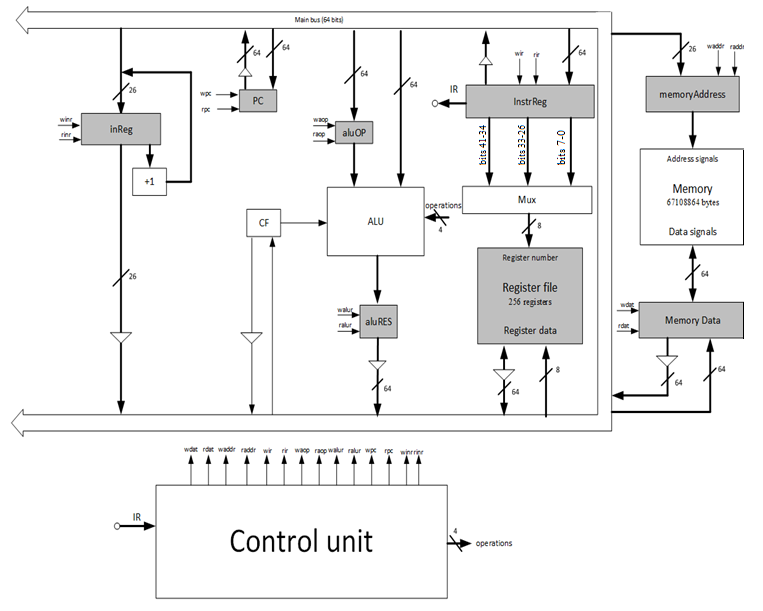 Main bus (64 bits)
64
64
64
64
64
26
waddr
raddr
wpc
rpc
PC
wir
rir
IR
InstrReg
memoryAddress
26
winr
rinr
inReg
waop
raop
aluOP
bits 41-34
bits 33-26
bits 7-0
+1
Address signals
Memory
67108864 bytes
Data signals
Mux
operations
4
CF
ALU
8
Register number
Register file
256 registers
Register data
26
64
walur
ralur
aluRES
wdat
rdat
Memory Data
64
64
8
64
64
wdat
rdat
waddr
raddr
wir
rir
waop
raop
walur
ralur
wpc
rpc
winr
rinr
IR
Control unit
4
operations